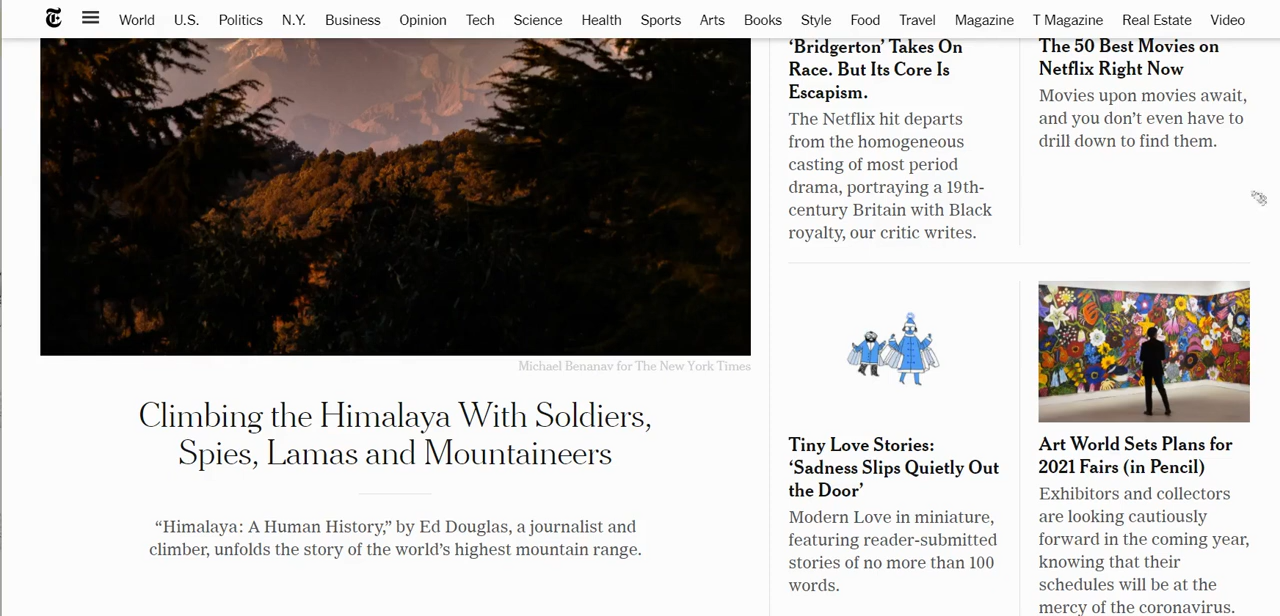 World U.S. Politics N.Y. Business Opinion Tech Science Health Sports Arts Books Style Food Travel Magazine T Magazine Real Estate Video
Michael Benanav for The New York Times
Climbing the Himalaya With Soldiers,
Spies, Lamas and Mountaineers
“Himalaya: A Human History,” by Ed Douglas, a journalist and
climber, unfolds the story of the world’s highest mountain range.
‘Bridgerton’ Takes On
Race. But Its Core Is
Escapism.
The Netflix hit departs
from the homogeneous
casting of most period
drama, portraying a 19th-
century Britain with Black
royalty, our critic writes.
The 50 Best Movies on
Netflix Right Now
Movies upon movies await,
and you don’t even have to
drill down to find them.
Tiny Love Stories:
‘Sadness Slips Quietly Out
the Door’
Modern Love in miniature,
featuring reader-submitted
stories of no more than 100
words.
Art World Sets Plans for
2021 Fairs (in Pencil)
Exhibitors and collectors
are looking cautiously
forward in the coming year,
knowing that their
schedules will be at the
mercy of the coronavirus.